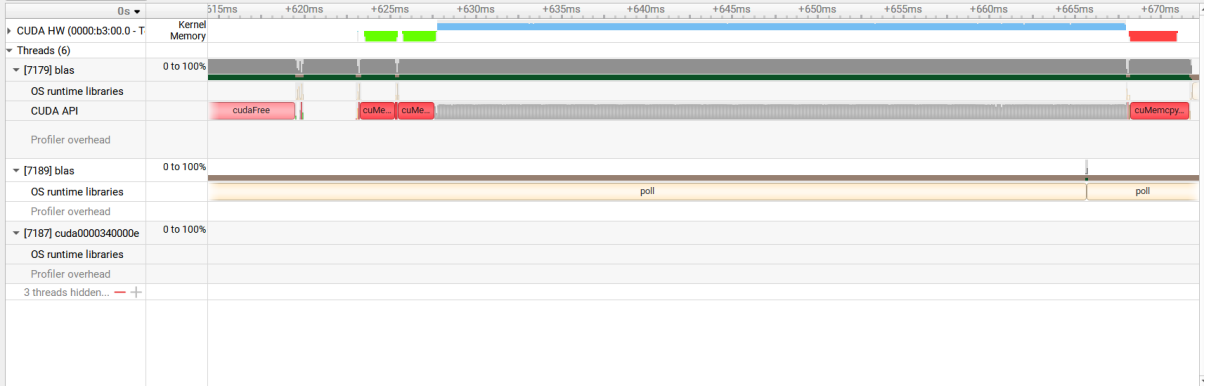 0s 515ms +620ms +625ms +630ms +635ms +640ms +645ms +650ms +655ms +660ms +665ms +670ms
CUDA HW (0000:b3:00.0 - T Kernel
Memory
Threads (6)
[7179] blas 0 to 100%
OS runtime libraries
CUDA API cudaFree cuMe... cuMe... cuMemcpy...
Profiler overhead
[7189] blas 0 to 100%
OS runtime libraries poll poll
Profiler overhead
[7187] cuda0000340000e 0 to 100%
OS runtime libraries
Profiler overhead
3 threads hidden...